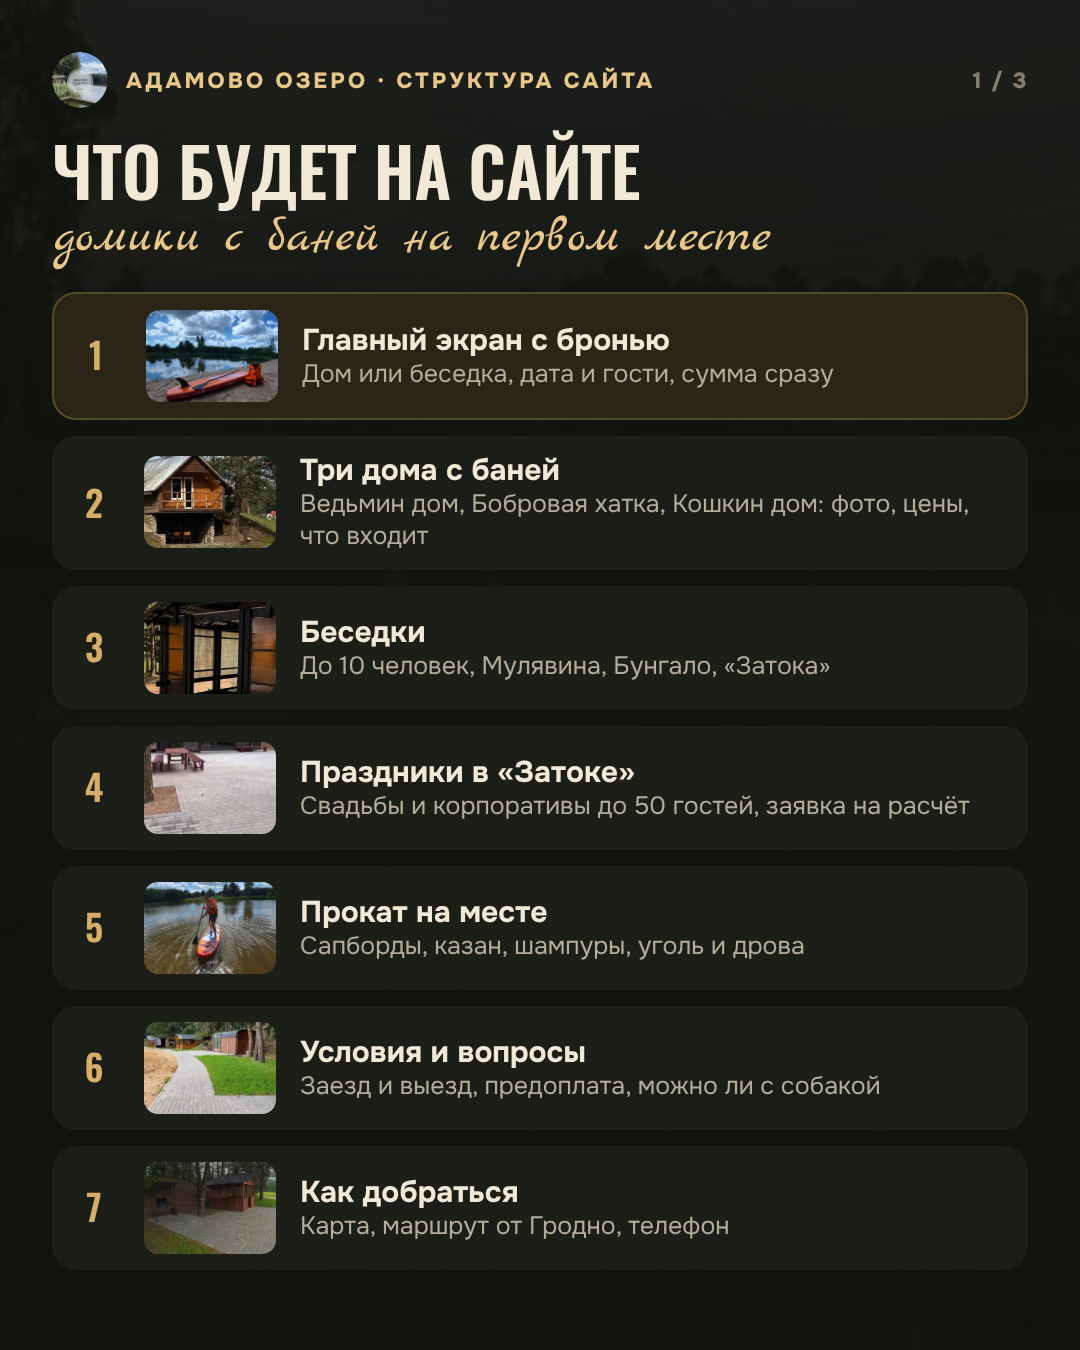 АДАМОВО ОЗЕРО · СТРУКТУРА САЙТА
1 / 3
ЧТО БУДЕТ НА САЙТЕ
домики с баней на первом месте
1
Главный экран с бронью
Дом или беседка, дата и гости, сумма сразу
2
Три дома с баней
Ведьмин дом, Бобровая хатка, Кошкин дом: фото, цены,
что входит
3
Беседки
До 10 человек, Мулявина, Бунгало, «Затока»
4
Праздники в «Затоке»
Свадьбы и корпоративы до 50 гостей, заявка на расчёт
5
Прокат на месте
Сапборды, казан, шампуры, уголь и дрова
6
Условия и вопросы
Заезд и выезд, предоплата, можно ли с собакой
7
Как добраться
Карта, маршрут от Гродно, телефон